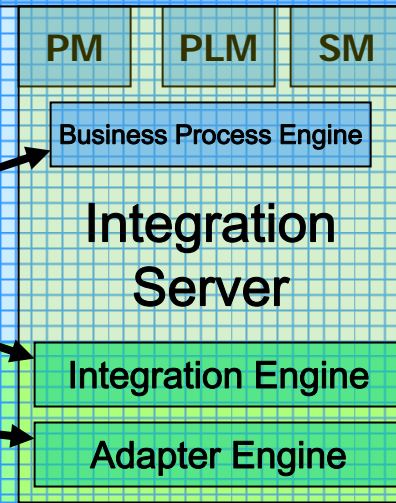 PM PLM SM
Business Process Engine
Integration
Server
Integration Engine
Adapter Engine